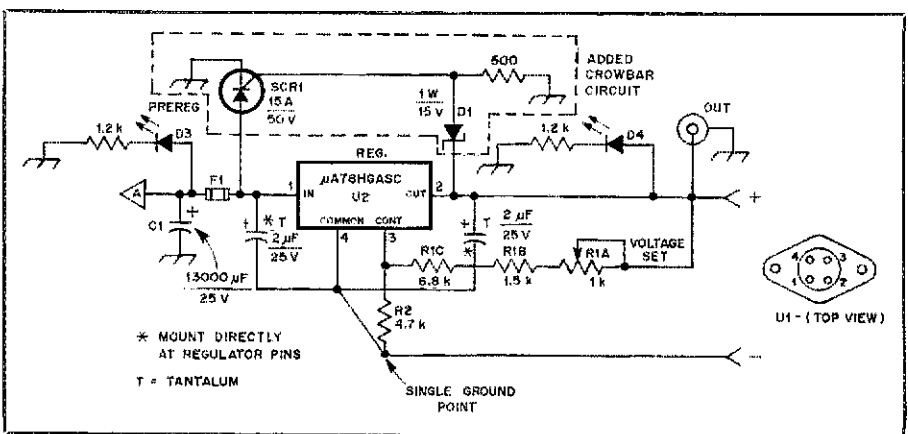 500
ADDED
CROWBAR
CIRCUIT
SCR1
15 A
50 V
PREREG
1 W
15 V
D1
OUT
1.2 k
D3
1.2 k
D4
REG.
A
F1
1
IN
µA78HGASC
U2
OUT
2
+
COMMON
CONT
4
3
C1
+
+
* T
2 µF
25 V
+
T
2 µF
25 V
*
13000 µF
25 V
R1C
6.8 k
R1B
1.5 k
R1A
1 k
VOLTAGE
SET
R2
4.7 k
4
3
1
2
U1-(TOP VIEW)
* MOUNT DIRECTLY
AT REGULATOR PINS
T = TANTALUM
–
SINGLE GROUND
POINT